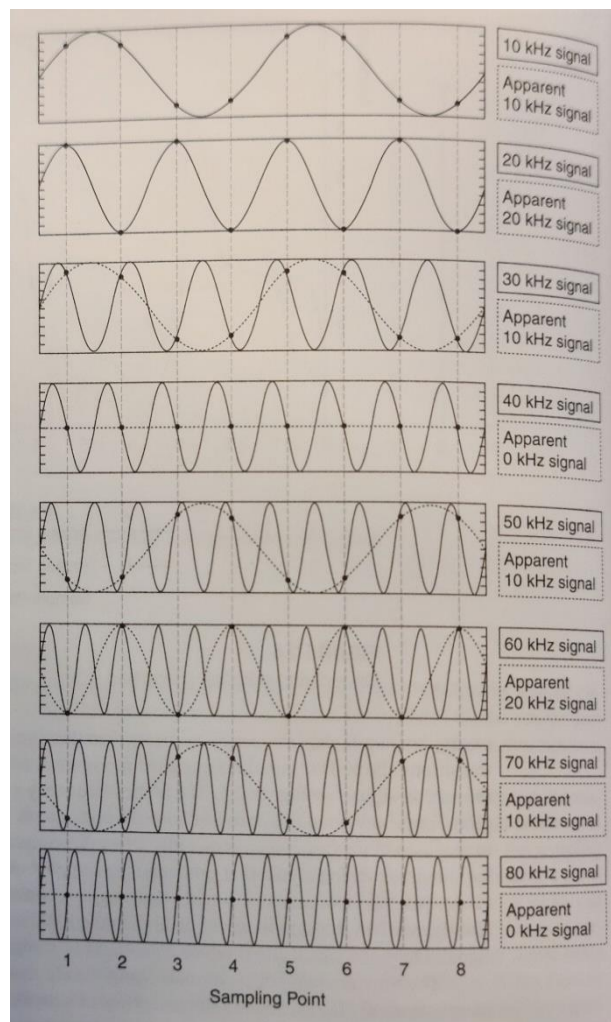 10 kHz signal
Apparent
10 kHz signal
20 kHz signal
Apparent
20 kHz signal
30 kHz signal
Apparent
10 kHz signal
40 kHz signal
Apparent
0 kHz signal
50 kHz signal
Apparent
10 kHz signal
60 kHz signal
Apparent
20 kHz signal
70 kHz signal
Apparent
10 kHz signal
80 kHz signal
Apparent
0 kHz signal
1 2 3 4 5 6 7 8
Sampling Point